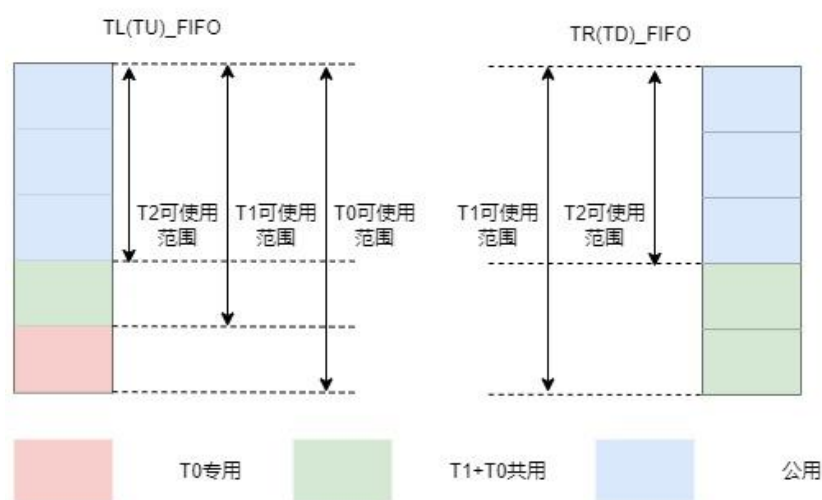 TL(TU)_FIFO
TR(TD)_FIFO
T2可使用
范围
T1可使用
范围
T0可使用
范围
T1可使用
范围
T2可使用
范围
T0专用
T1+T0共用
公用